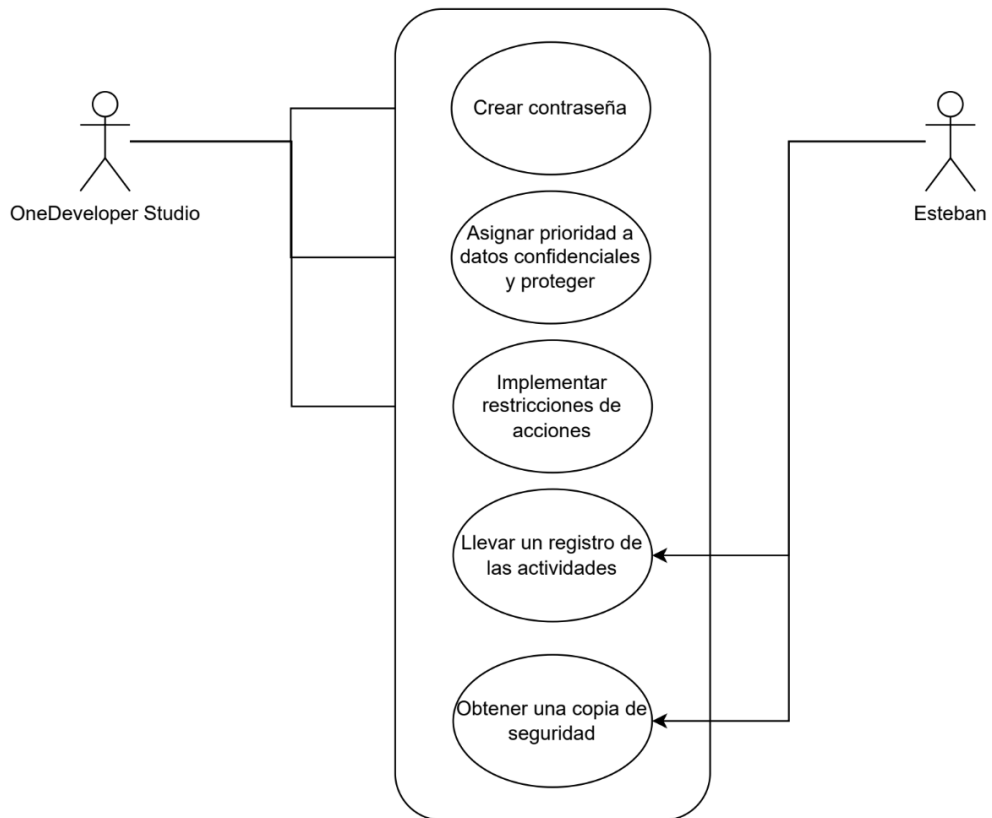 Crear contraseña
OneDeveloper Studio
Esteban
Asignar prioridad a
datos confidenciales
y proteger
Implementar
restricciones de
acciones
Llevar un registro de
las actividades
Obtener una copia de
seguridad